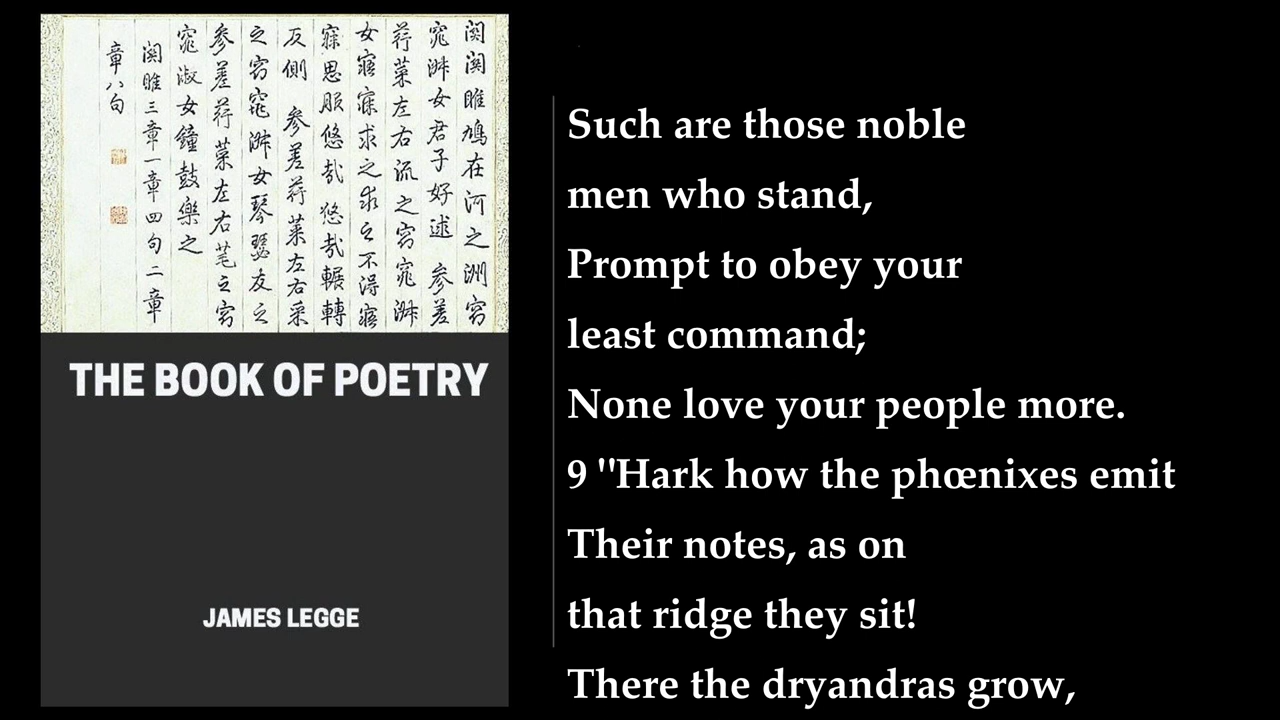 関関雎鳩在河之洲窈
窕淑女君子好逑 參差
荇菜左右流之窈窕淑
女寤寐求之求之不得寤
寐思服悠哉悠哉輾轉
反側 參差荇菜左右采
之窈窕淑女琴瑟友之
參差荇菜左右芼之窈
窕淑女鐘鼓樂之
関雎三章一章四句二章
章八句
THE BOOK OF POETRY
JAMES LEGGE
Such are those noble
men who stand,
Prompt to obey your
least command;
None love your people more.
9 "Hark how the phœnixes emit
Their notes, as on
that ridge they sit!
There the dryandras grow,